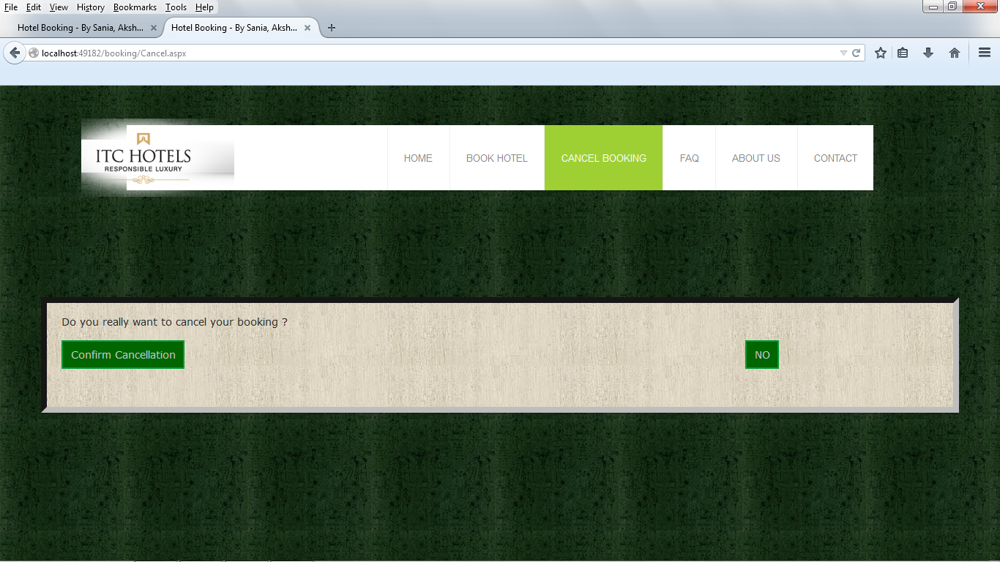 File Edit View History Bookmarks Tools Help
Hotel Booking - By Sania, Aksh... Hotel Booking - By Sania, Aksh...
localhost:49182/booking/Cancel.aspx
ITC HOTELS
RESPONSIBLE LUXURY
HOME BOOK HOTEL CANCEL BOOKING FAQ ABOUT US CONTACT
Do you really want to cancel your booking ?
Confirm Cancellation NO